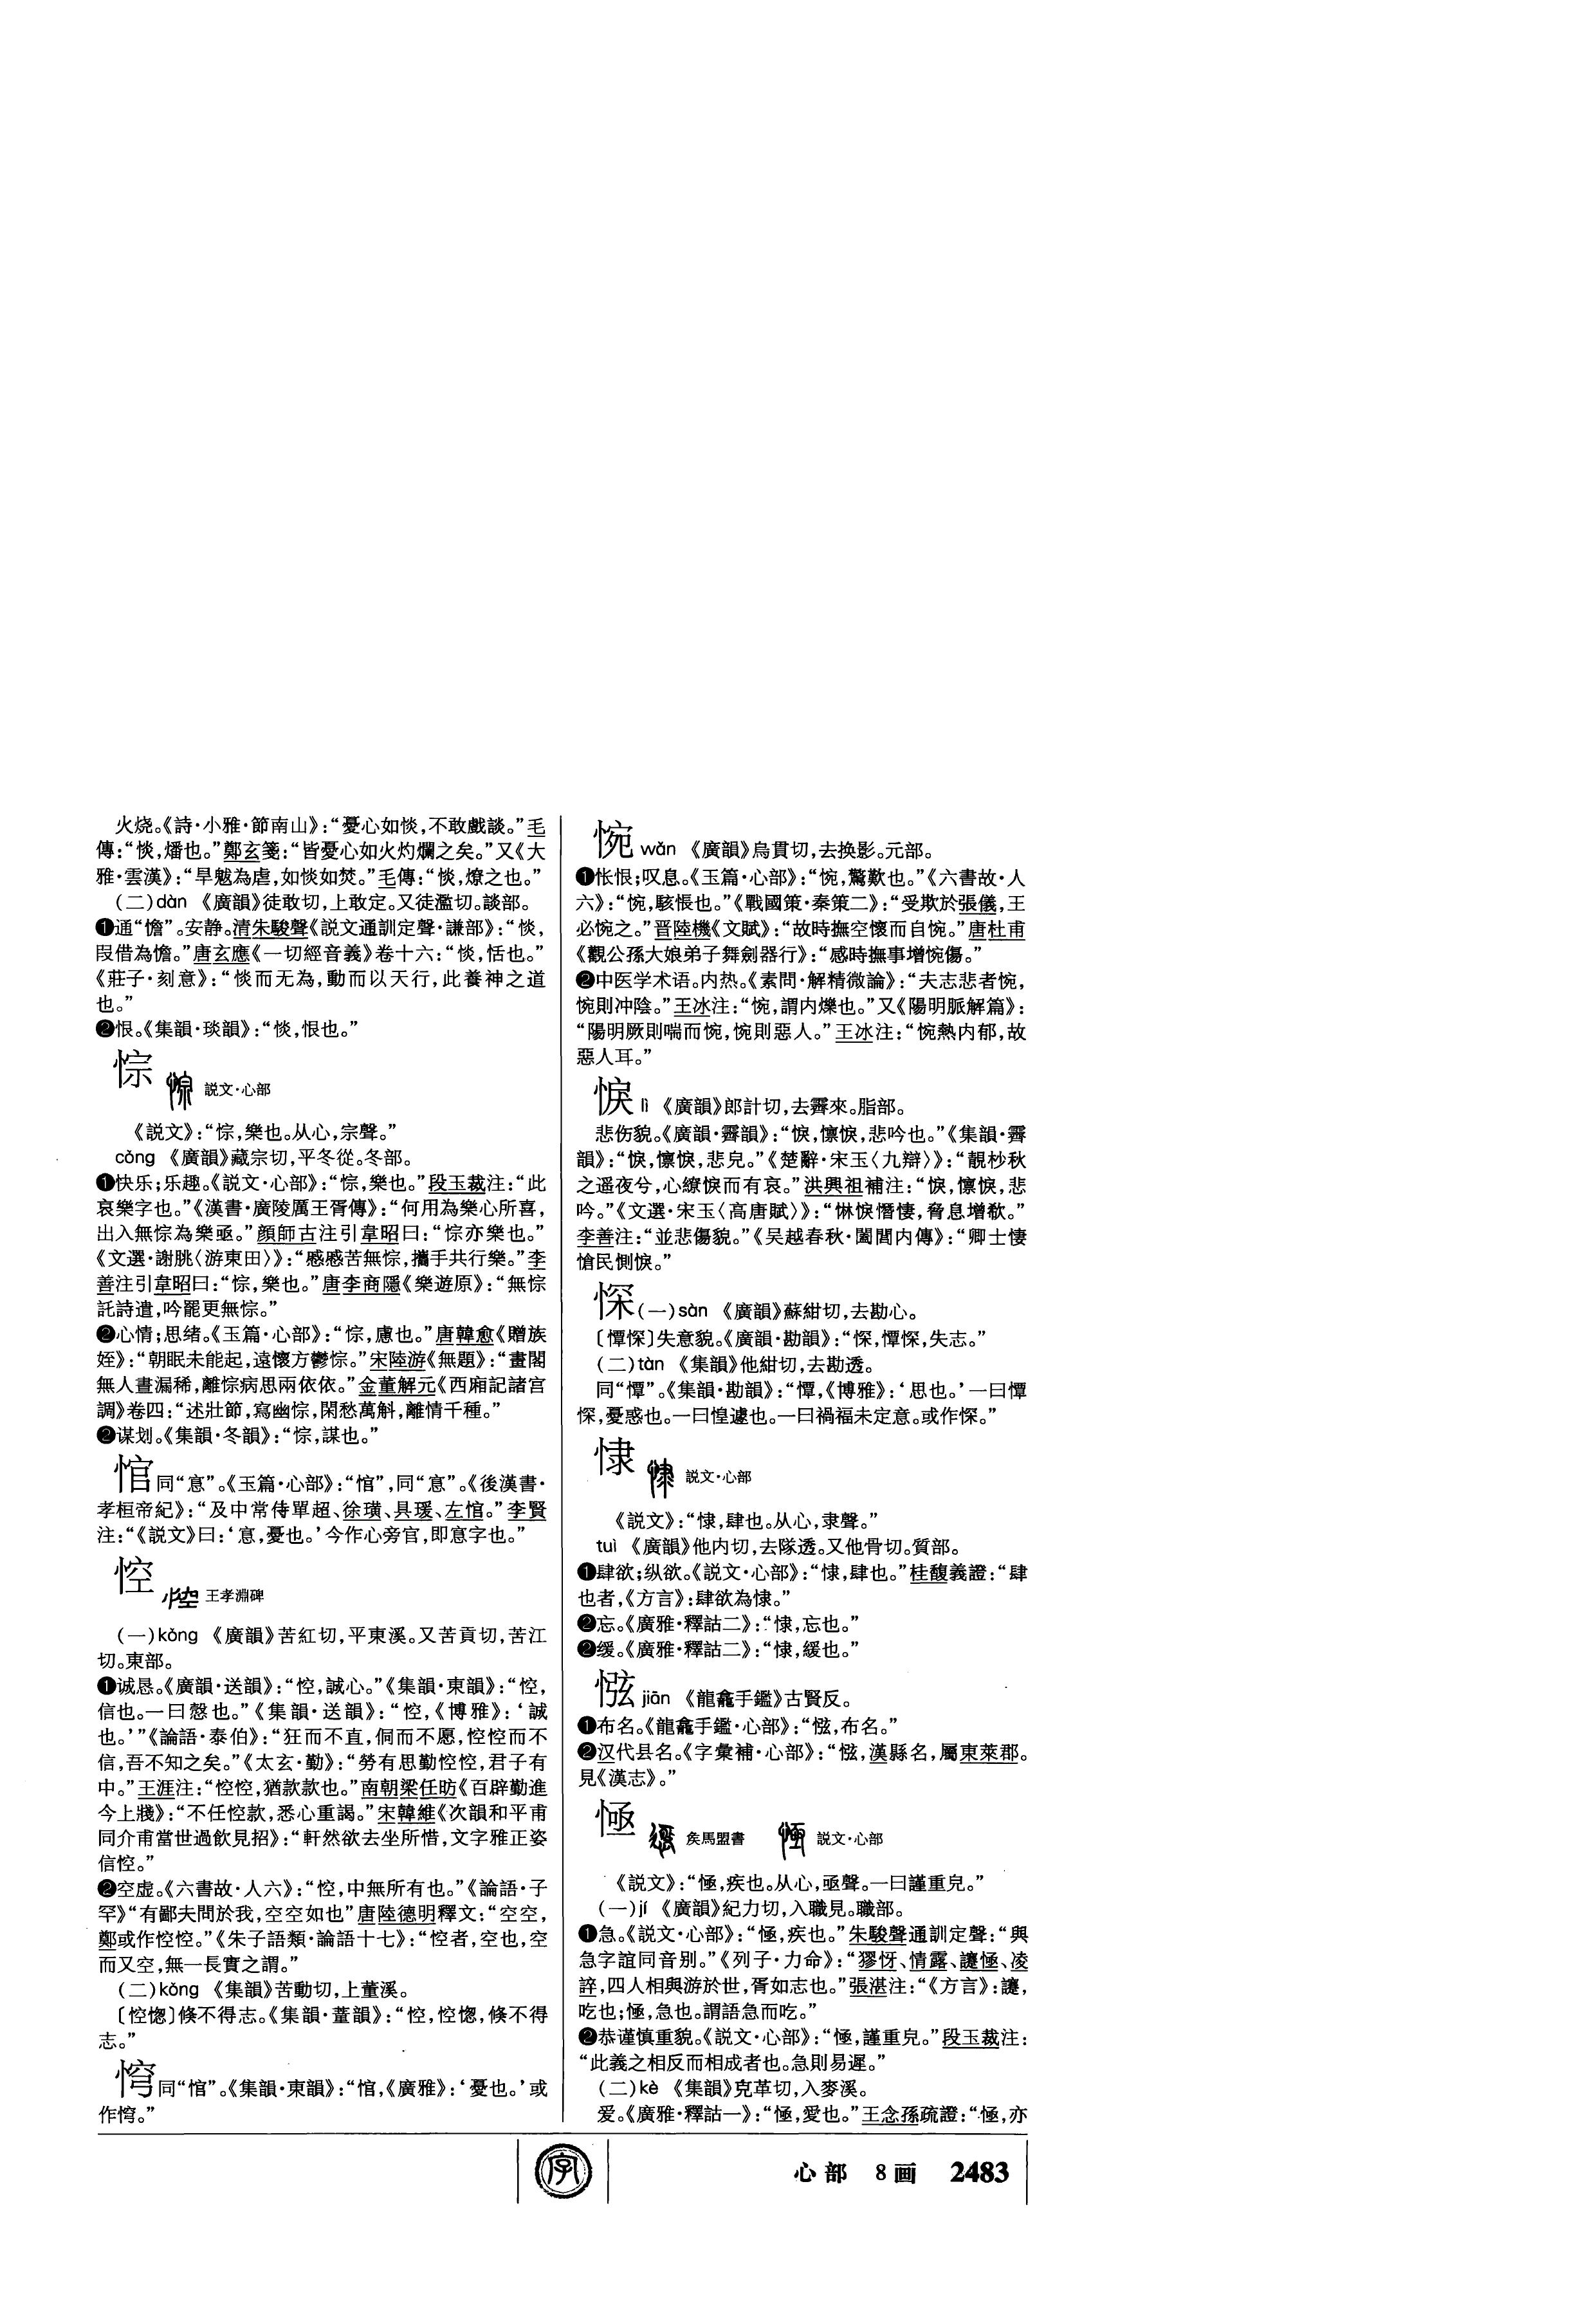 火烧。《詩·小雅·節南山》：“憂心如惔，不敢戲談。”毛
傳：“惔，燔也。”鄭玄箋：“皆憂心如火灼爛之矣。”又《大
雅·雲漢》：“旱魃為虐，如惔如焚。”毛傳：“惔，燎之也。”
（二）dàn 《廣韻》徒敢切，上敢定。又徒濫切。談部。
❶通“憺”。安静。清朱駿聲《説文通訓定聲·謙部》：“惔，
叚借為憺。”唐玄應《一切經音義》卷十六：“惔，恬也。”
《莊子·刻意》：“惔而无為，動而以天行，此養神之道
也。”
❷恨。《集韻·琰韻》：“惔，恨也。”
悰 説文·心部
《説文》：“悰，樂也。从心，宗聲。”
cǒng 《廣韻》藏宗切，平冬從。冬部。
❶快乐；乐趣。《説文·心部》：“悰，樂也。”段玉裁注：“此
哀樂字也。”《漢書·廣陵厲王胥傳》：“何用為樂心所喜，
出入無悰為樂亟。”顔師古注引韋昭曰：“悰亦樂也。”
《文選·謝朓〈游東田〉》：“慼慼苦無悰，攜手共行樂。”李
善注引韋昭曰：“悰，樂也。”唐李商隱《樂遊原》：“無悰
託詩遣，吟罷更無悰。”
❷心情；思绪。《玉篇·心部》：“悰，慮也。”唐韓愈《贈族
姪》：“朝眠未能起，遠懷方鬱悰。”宋陸游《無題》：“畫閣
無人晝漏稀，離悰病思兩依依。”金董解元《西廂記諸宫
調》卷四：“述壯節，寫幽悰，閑愁萬斛，離情千種。”
❷谋划。《集韻·冬韻》：“悰，謀也。”
悺同“悹”。《玉篇·心部》：“悺”，同“悹”。《後漢書·
孝桓帝紀》：“及中常侍單超、徐璜、具瑗、左悺。”李賢
注：“《説文》曰：‘悹，憂也。’今作心旁官，即悹字也。”
悾 王孝淵碑
（一）kǒng 《廣韻》苦紅切，平東溪。又苦貢切，苦江
切。東部。
❶诚恳。《廣韻·送韻》：“悾，誠心。”《集韻·東韻》：“悾，
信也。一曰愨也。”《集韻·送韻》：“悾，《博雅》：‘誠
也。’”《論語·泰伯》：“狂而不直，侗而不愿，悾悾而不
信，吾不知之矣。”《太玄·勤》：“勞有思勤悾悾，君子有
中。”王涯注：“悾悾，猶款款也。”南朝梁任昉《百辟勤進
今上牋》：“不任悾款，悉心重謁。”宋韓維《次韻和平甫
同介甫當世過飲見招》：“軒然欲去坐所惜，文字雅正姿
信悾。”
❷空虚。《六書故·人六》：“悾，中無所有也。”《論語·子
罕》“有鄙夫問於我，空空如也”唐陸德明釋文：“空空，
鄭或作悾悾。”《朱子語類·論語十七》：“悾者，空也，空
而又空，無一長實之謂。”
（二）kǒng 《集韻》苦動切，上董溪。
〔悾憁〕倏不得志。《集韻·董韻》：“悾，悾憁，倏不得
志。”
同“悺”。《集韻·東韻》：“悺，《廣雅》：‘憂也。’或
作。”
惋 wǎn 《廣韻》烏貫切，去换影。元部。
❶怅恨；叹息。《玉篇·心部》：“惋，驚歎也。”《六書故·人
六》：“惋，駭悵也。”《戰國策·秦策二》：“受欺於張儀，王
必惋之。”晋陸機《文賦》：“故時撫空懷而自惋。”唐杜甫
《觀公孫大娘弟子舞劍器行》：“感時撫事增惋傷。”
❷中医学术语。内热。《素問·解精微論》：“夫志悲者惋，
惋則冲陰。”王冰注：“惋，謂内爍也。”又《陽明脈解篇》：
“陽明厥則喘而惋，惋則惡人。”王冰注：“惋熱内郁，故
惡人耳。”
悷 lì 《廣韻》郎計切，去霽來。脂部。
悲伤貌。《廣韻·霽韻》：“悷，懍悷，悲吟也。”《集韻·霽
韻》：“悷，懍悷，悲皃。”《楚辭·宋玉〈九辯〉》：“靚杪秋
之遥夜兮，心繚悷而有哀。”洪興祖補注：“悷，懍悷，悲
吟。”《文選·宋玉〈高唐賦〉》：“惏悷憯悽，脅息增欷。”
李善注：“並悲傷貌。”《吴越春秋·闔閭内傳》：“卿士悽
愴民惻悷。”
㥆（一）sàn 《廣韻》蘇紺切，去勘心。
〔憛㥆〕失意貌。《廣韻·勘韻》：“㥆，憛㥆，失志。”
（二）tàn 《集韻》他紺切，去勘透。
同“憛”。《集韻·勘韻》：“憛，《博雅》：‘思也。’一曰憛
㥆，憂惑也。一曰惶遽也。一曰禍福未定意。或作㥆。”
㥆 説文·心部
《説文》：“，肆也。从心，隶聲。”
tuì 《廣韻》他内切，去隊透。又他骨切。質部。
❶肆欲；纵欲。《説文·心部》：“，肆也。”桂馥義證：“肆
也者，《方言》：肆欲為。”
❷忘。《廣雅·釋詁二》：“，忘也。”
❷缓。《廣雅·釋詁二》：“，緩也。”
jiān 《龍龕手鑑》古賢反。
❶布名。《龍龕手鑑·心部》：“，布名。”
❷汉代县名。《字彙補·心部》：“，漢縣名，屬東萊郡。
見《漢志》。”
㥛 矦馬盟書 説文·心部
《説文》：“㥛，疾也。从心，亟聲。一曰謹重皃。”
（一）jí 《廣韻》紀力切，入職見。職部。
❶急。《説文·心部》：“㥛，疾也。”朱駿聲通訓定聲：“與
急字誼同音别。”《列子·力命》：“㺒㤉、情露、㦬㥛、凌
誶，四人相與游於世，胥如志也。”張湛注：“《方言》：㦬，
吃也；㥛，急也。謂語急而吃。”
❷恭谨慎重貌。《説文·心部》：“㥛，謹重皃。”段玉裁注：
“此義之相反而相成者也。急則易遲。”
（二）kè 《集韻》克革切，入麥溪。
爱。《廣雅·釋詁一》：“㥛，愛也。”王念孫疏證：“㥛，亦
字
心部 8画 2483